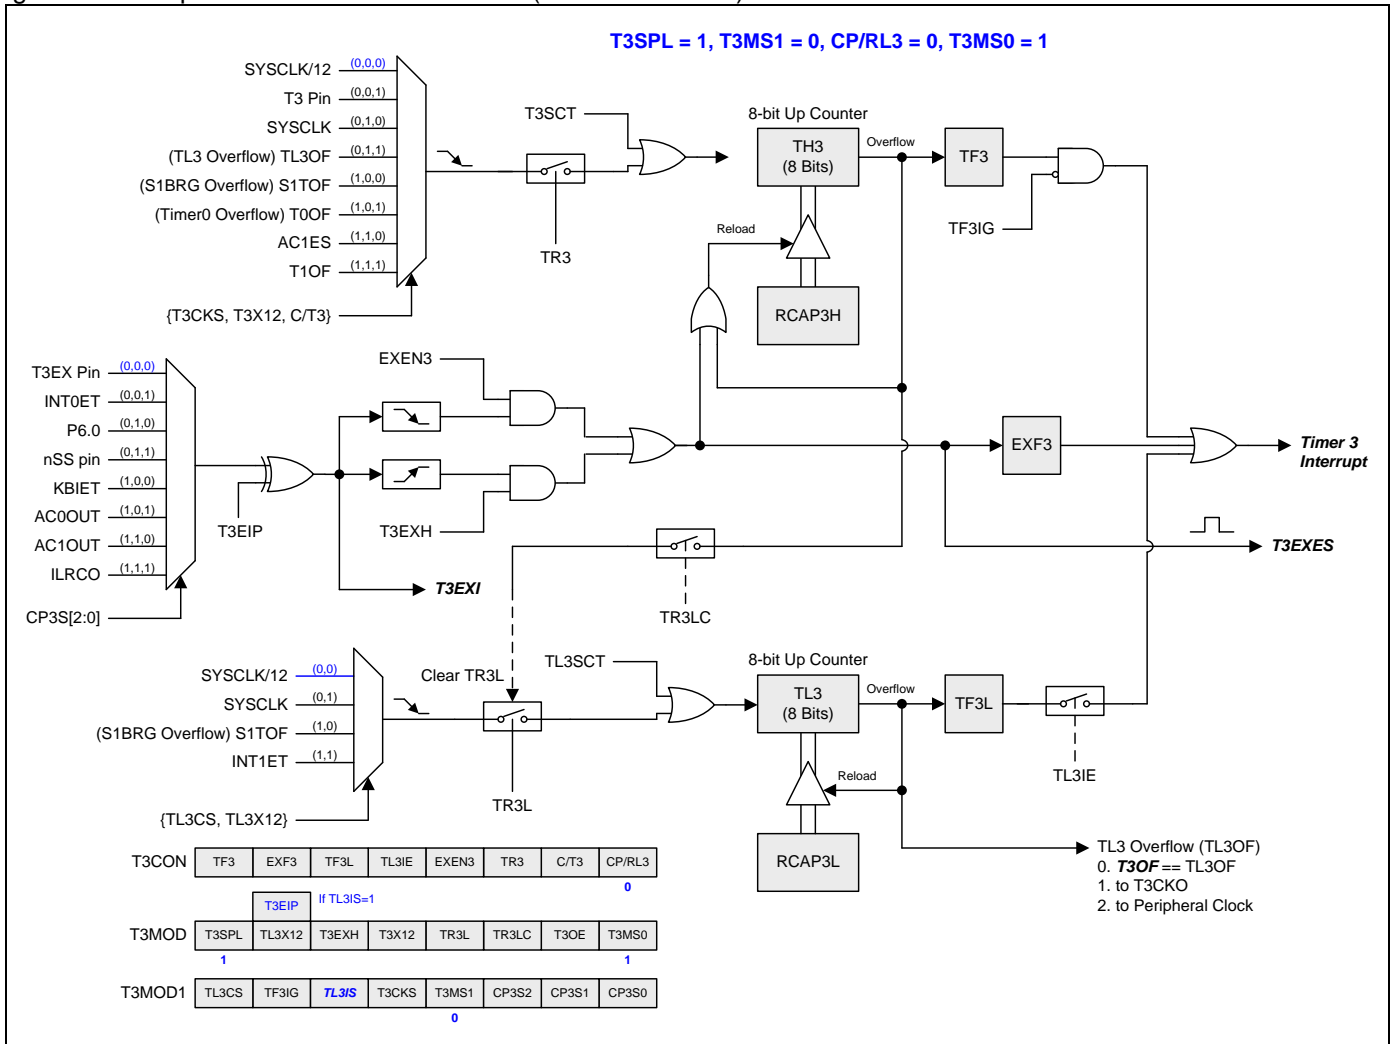 T3SPL = 1, T3MS1 = 0, CP/RL3 = 0, T3MS0 = 1
SYSCLK/12 (0,0,0)
T3 Pin (0,0,1)
SYSCLK (0,1,0)
(TL3 Overflow) TL3OF (0,1,1)
(S1BRG Overflow) S1TOF (1,0,0)
(Timer0 Overflow) T0OF (1,0,1)
AC1ES (1,1,0)
T1OF (1,1,1)
{T3CKS, T3X12, C/T3}
TR3
T3SCT
8-bit Up Counter
TH3
(8 Bits)
Overflow
TF3
TF3IG
Reload
RCAP3H
T3EX Pin (0,0,0)
INT0ET (0,0,1)
P6.0 (0,1,0)
nSS pin (0,1,1)
KBIET (1,0,0)
AC0OUT (1,0,1)
AC1OUT (1,1,0)
ILRCO (1,1,1)
CP3S[2:0]
T3EIP
EXEN3
T3EXH
T3EXI
EXF3
Timer 3
Interrupt
T3EXES
TR3LC
SYSCLK/12 (0,0)
SYSCLK (0,1)
(S1BRG Overflow) S1TOF (1,0)
INT1ET (1,1)
{TL3CS, TL3X12}
Clear TR3L
TR3L
TL3SCT
8-bit Up Counter
TL3
(8 Bits)
Overflow
TF3L
TL3IE
Reload
RCAP3L
TL3 Overflow (TL3OF)
0. T3OF == TL3OF
1. to T3CKO
2. to Peripheral Clock
T3CON TF3 EXF3 TF3L TL3IE EXEN3 TR3 C/T3 CP/RL3
0
T3EIP If TL3IS=1
T3MOD T3SPL TL3X12 T3EXH T3X12 TR3L TR3LC T3OE T3MS0
1 1
T3MOD1 TL3CS TF3IG TL3IS T3CKS T3MS1 CP3S2 CP3S1 CP3S0
0